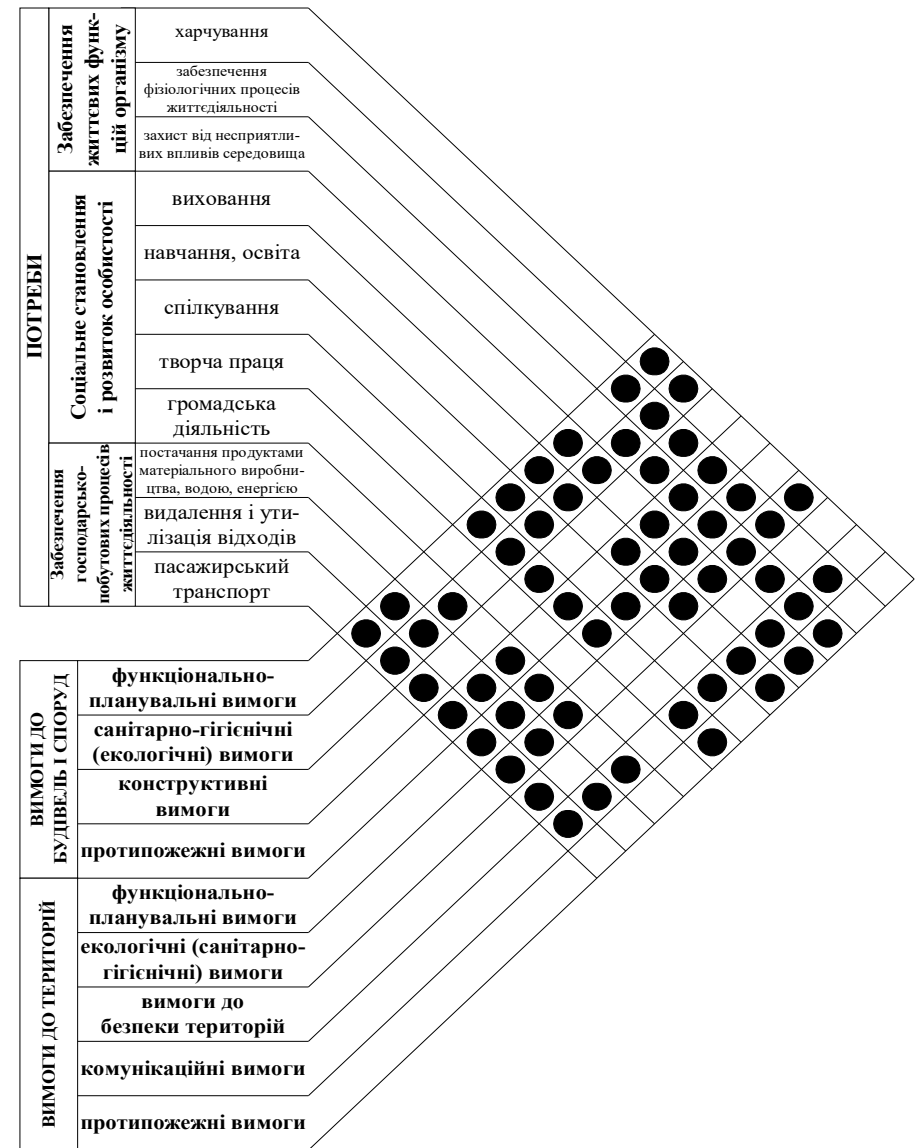 ПОТРЕБИ
Забезпечення
життєвих функ-
цій організму
харчування
забезпечення
фізіологічних процесів
життєдіяльності
захист від несприятли-
вих впливів середовища
Соціальне становлення
і розвиток особистості
виховання
навчання, освіта
спілкування
творча праця
громадська
діяльність
Забезпечення
господарсько-
побутових процесів
життєдіяльності
постачання продуктами
матеріального виробни-
цтва, водою, енергією
видалення і ути-
лізація відходів
пасажирський
транспорт
ВИМОГИ ДО
БУДІВЕЛЬ І СПОРУД
функціонально-
планувальні вимоги
санітарно-гігієнічні
(екологічні) вимоги
конструктивні
вимоги
протипожежні вимоги
ВИМОГИ ДО ТЕРИТОРІЙ
функціонально-
планувальні вимоги
екологічні (санітарно-
гігієнічні) вимоги
вимоги до
безпеки територій
комунікаційні вимоги
протипожежні вимоги